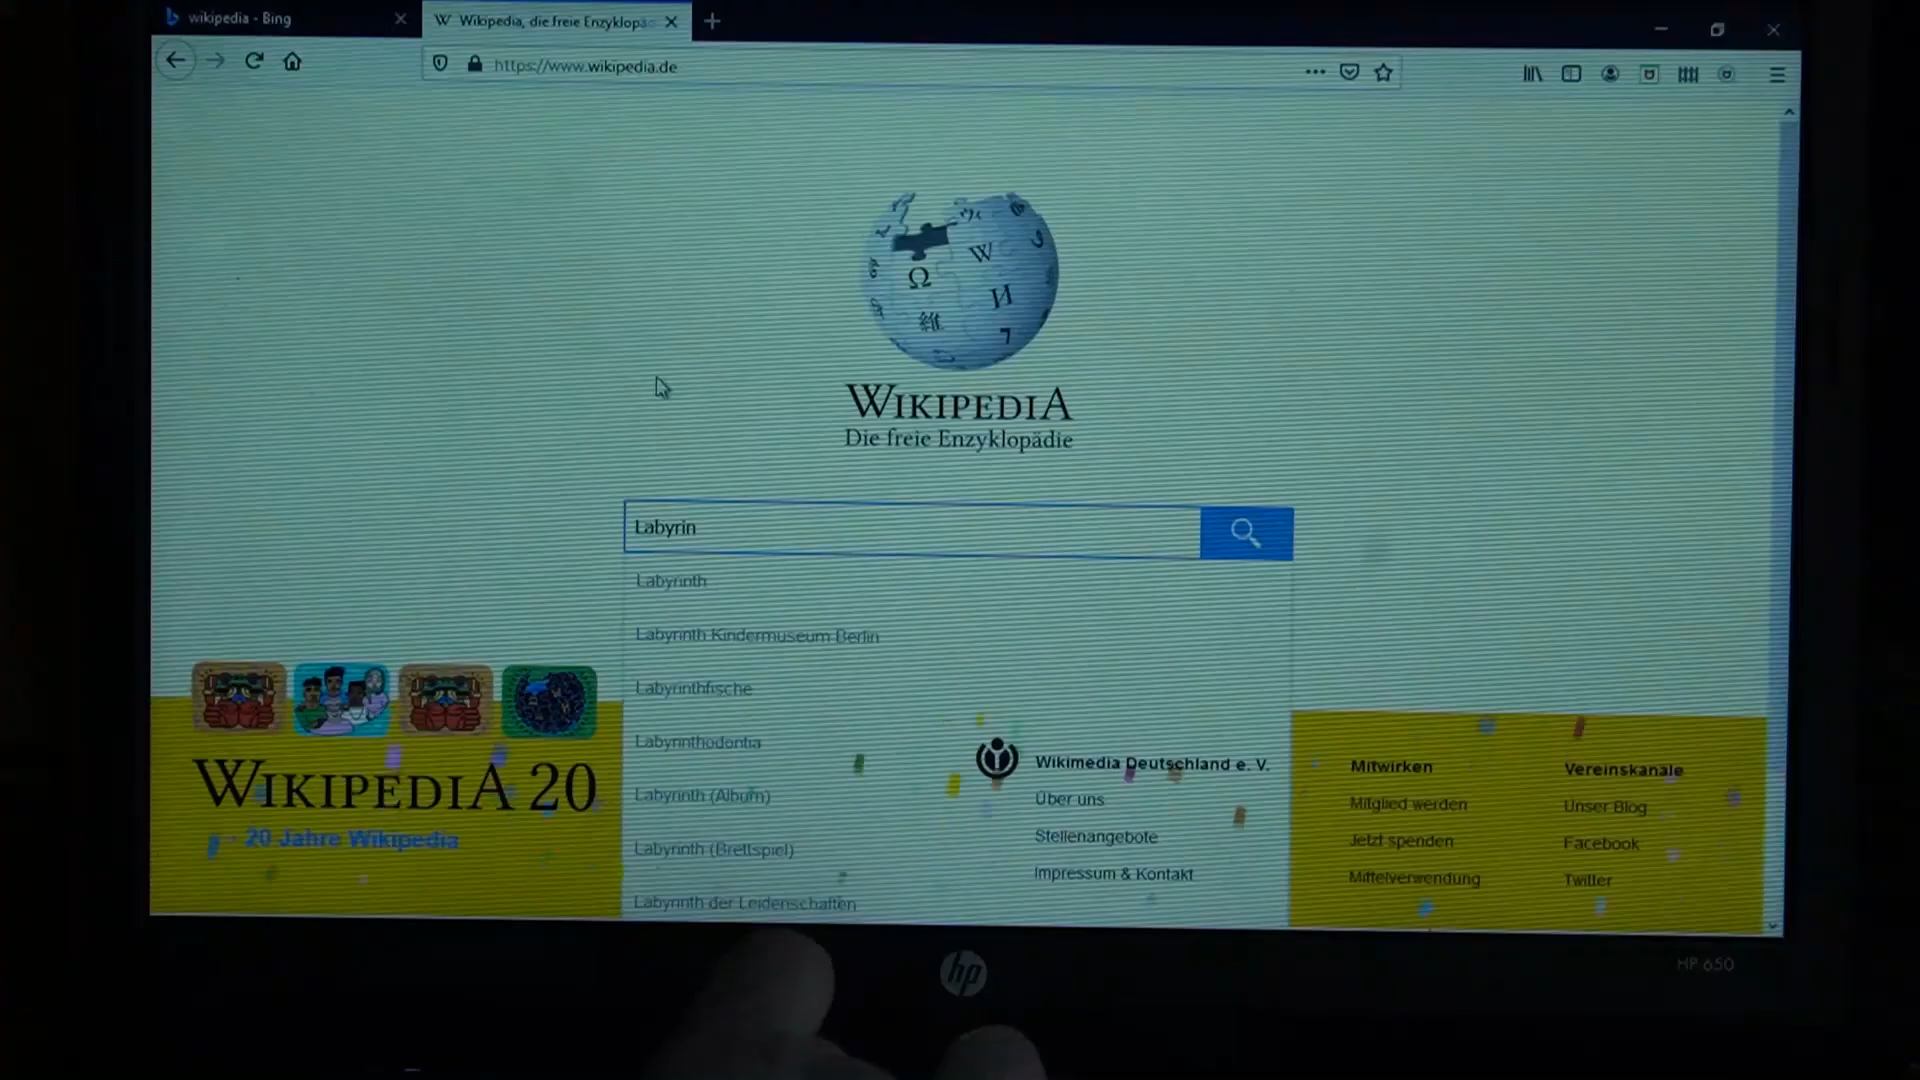 wikipedia - Bing
Wikipedia, die freie Enzyklopä
https://www.wikipedia.de
Ω
W
И
維
WIKIPEDIA
Die freie Enzyklopädie
Labyrin
Labyrinth
Labyrinth Kindermuseum Berlin
Labyrinthfische
Labyrinthodontia
Labyrinth (Album)
Labyrinth (Brettspiel)
Labyrinth der Leidenschaften
WIKIPEDIA 20
20 Jahre Wikipedia
Wikimedia Deutschland e. V.
Über uns
Stellenangebote
Impressum & Kontakt
Mitwirken
Mitglied werden
Jetzt spenden
Mittelverwendung
Vereinskanäle
Unser Blog
Facebook
Twitter
hp
HP 650